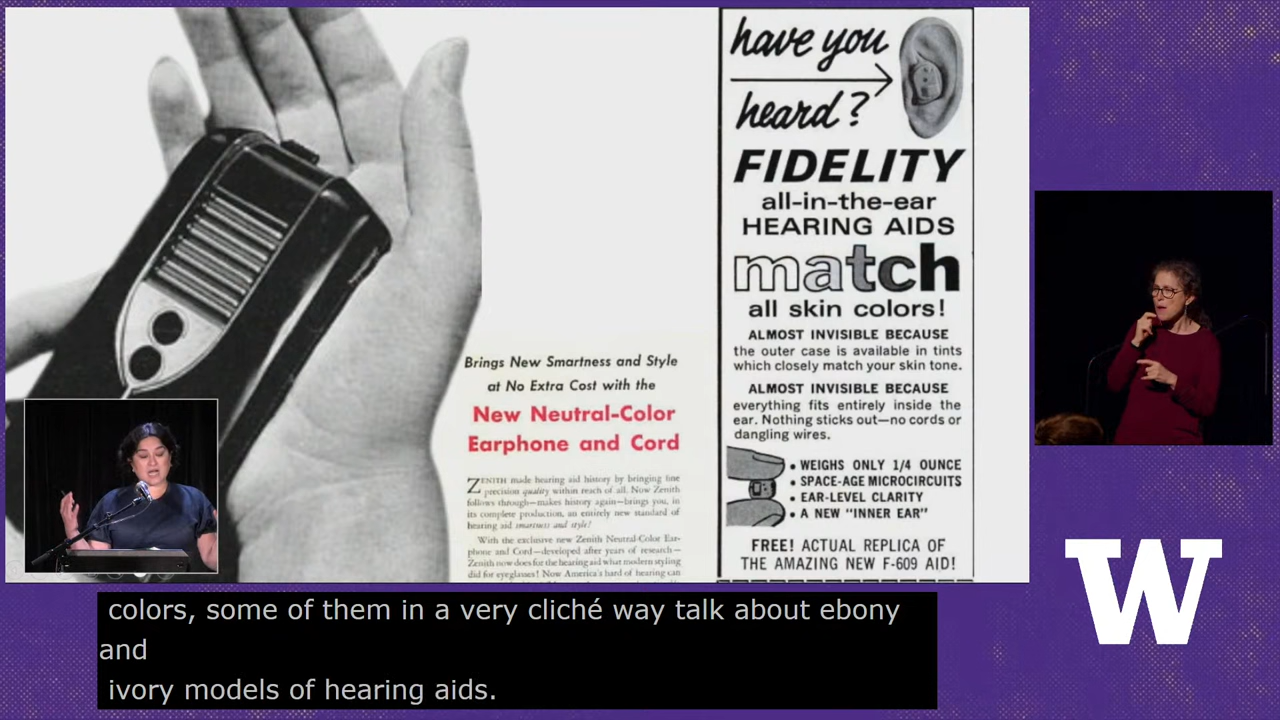 Brings New Smartness and Style
at No Extra Cost with the
New Neutral-Color
Earphone and Cord
ZENITH made hearing aid history by bringing fine
precision quality within reach of all. Now Zenith
follows through—makes history again—brings you, in
its complete production, an entirely new standard of
hearing aid smartness and style!
With the exclusive new Zenith Neutral-Color Ear-
phone and Cord—developed after years of research—
Zenith now does for the hearing aid what modern styling
did for eyeglasses! Now America's hard of hearing can
have you
heard?
FIDELITY
all-in-the-ear
HEARING AIDS
match
all skin colors!
ALMOST INVISIBLE BECAUSE
the outer case is available in tints
which closely match your skin tone.
ALMOST INVISIBLE BECAUSE
everything fits entirely inside the
ear. Nothing sticks out—no cords or
dangling wires.
• WEIGHS ONLY 1/4 OUNCE
• SPACE-AGE MICROCIRCUITS
• EAR-LEVEL CLARITY
• A NEW "INNER EAR"
FREE! ACTUAL REPLICA OF
THE AMAZING NEW F-609 AID!
W
colors, some of them in a very cliché way talk about ebony
and
ivory models of hearing aids.